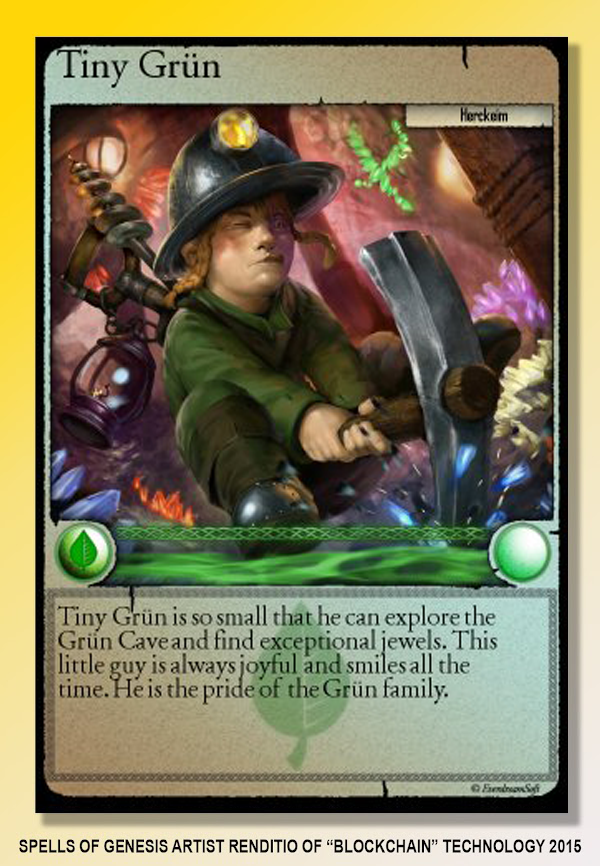 Tiny Grün
Herckeim
Tiny Grün is so small that he can explore the
Grün Cave and find exceptional jewels. This
little guy is always joyful and smiles all the
time. He is the pride of the Grün family.
© EverdreamSoft
SPELLS OF GENESIS ARTIST RENDITIO OF “BLOCKCHAIN” TECHNOLOGY 2015